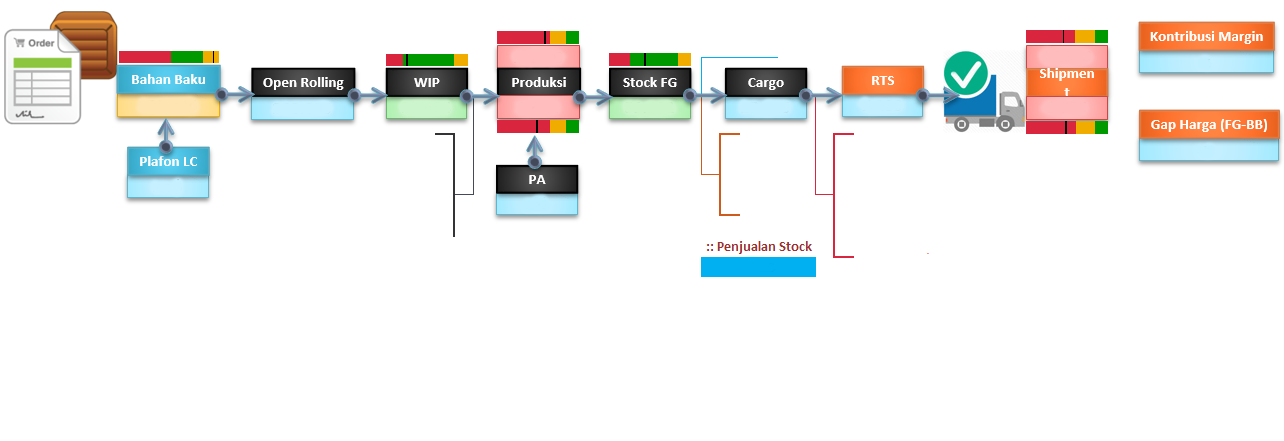 Order
Bahan Baku
Open Rolling
WIP
Produksi
Stock FG
Cargo
RTS
Shipmen
t
Kontribusi Margin
Plafon LC
PA
Gap Harga (FG-BB)
:: Penjualan Stock